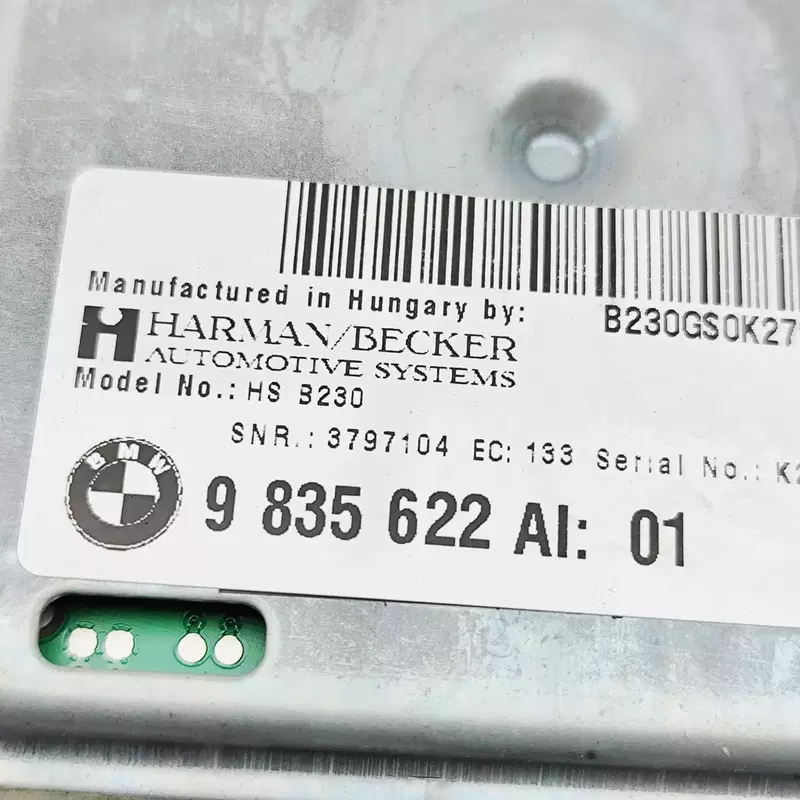 Manufactured in Hungary by:
B230GS0K27
HARMAN/BECKER
AUTOMOTIVE SYSTEMS
Model No.: HS B230
SNR.: 3797104 EC: 133 Serial No.: K2
BMW
9 835 622 AI: 01